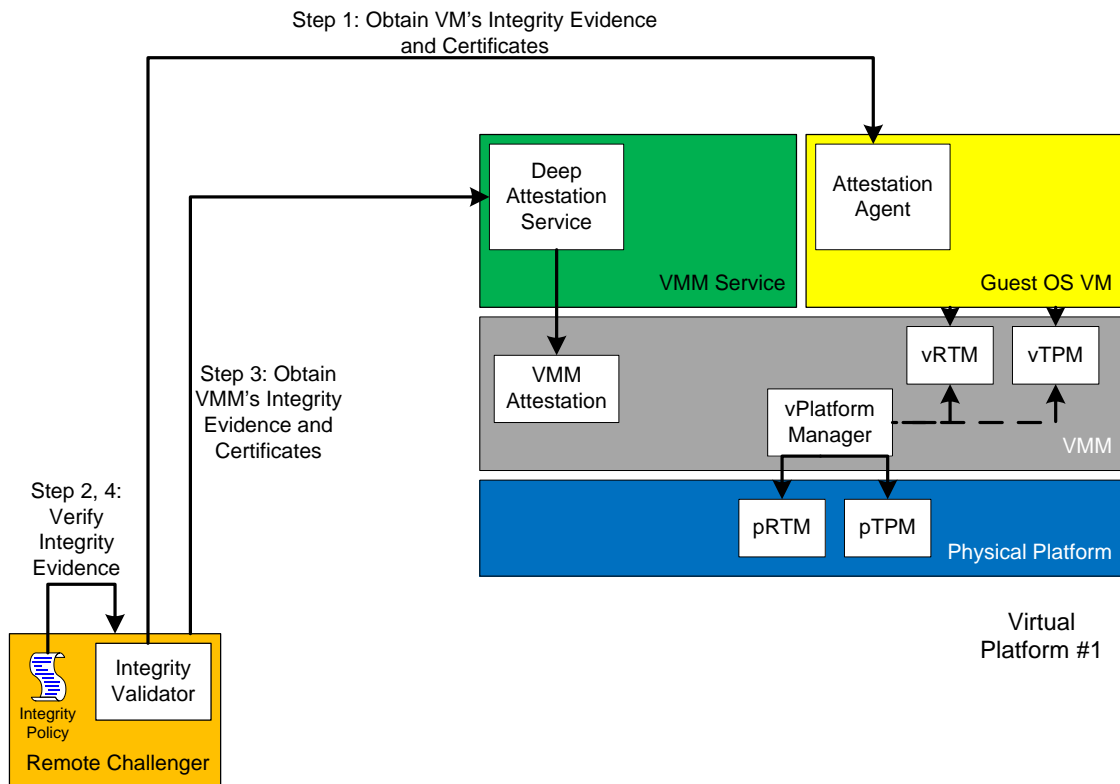 Step 1: Obtain VM's Integrity Evidence
and Certificates
Deep
Attestation
Service
VMM Service
Attestation
Agent
Guest OS VM
vRTM
vTPM
VMM
Attestation
vPlatform
Manager
VMM
Step 3: Obtain
VMM's Integrity
Evidence and
Certificates
pRTM
pTPM
Physical Platform
Step 2, 4:
Verify
Integrity
Evidence
Virtual
Platform #1
Integrity
Validator
Integrity
Policy
Remote Challenger